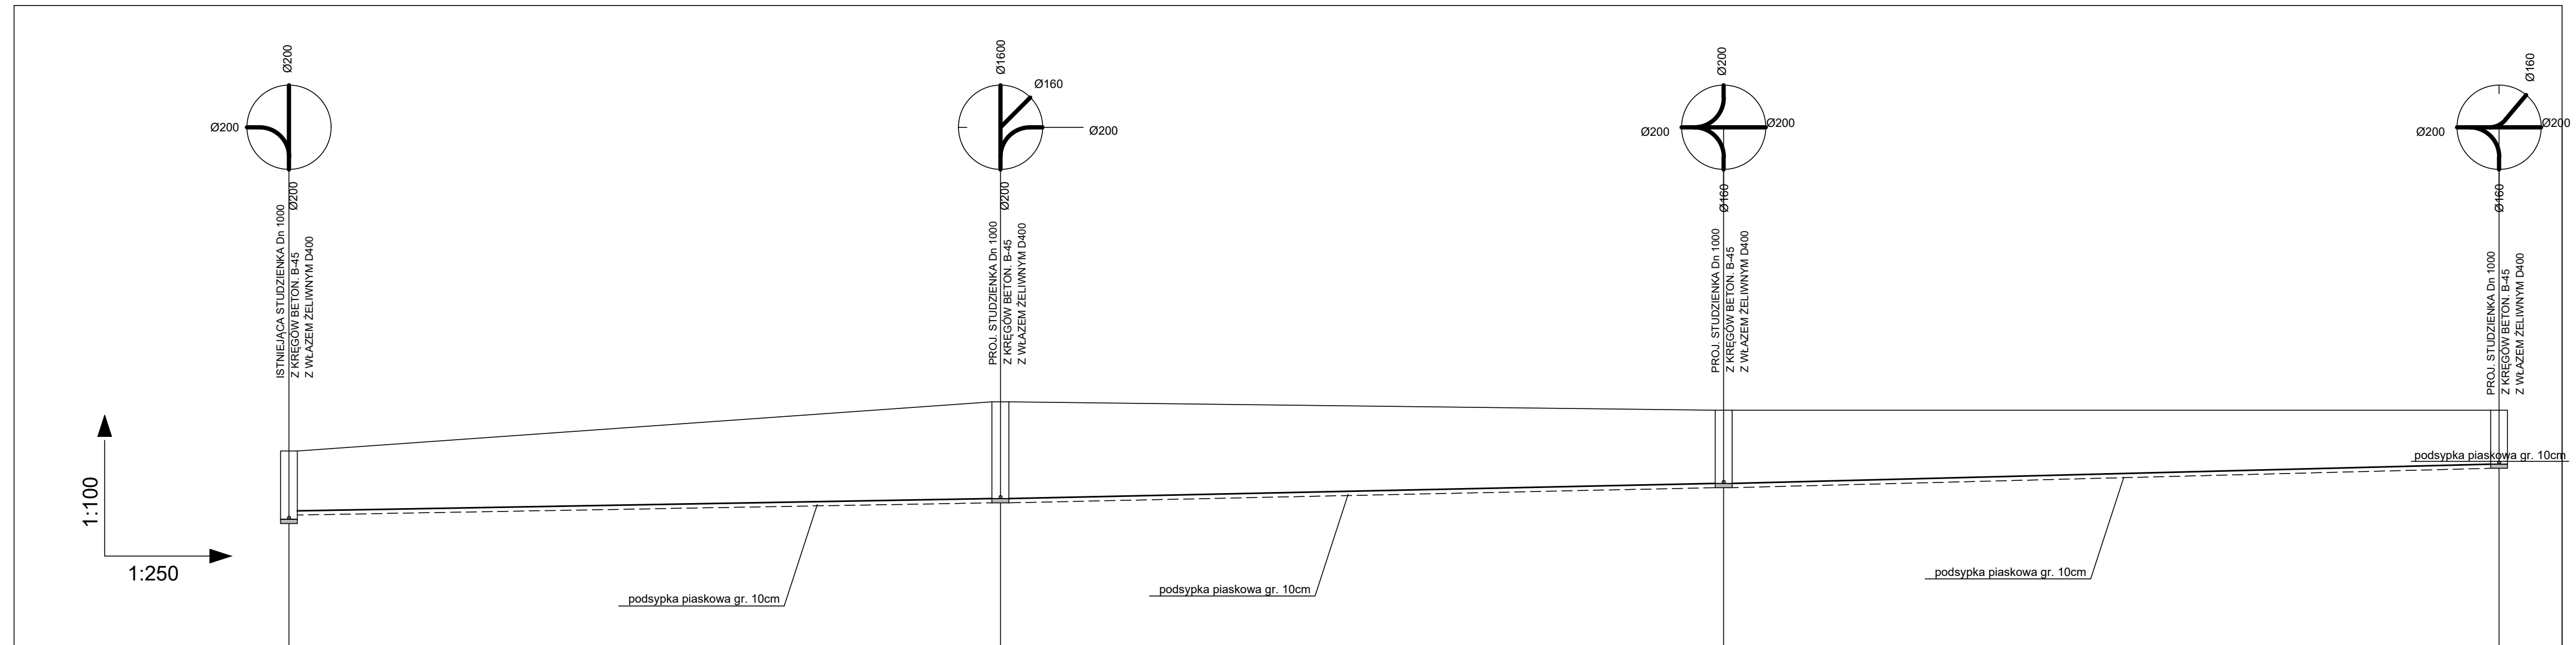 Ø200
Ø200
Ø200
ISTNIEJĄCA STUDZIENKA Dn 1000
Z KRĘGÓW BETON. B-45
Z WŁAZEM ŻELIWNYM D400
Ø1600
Ø160
Ø200
Ø200
PROJ. STUDZIENKA Dn 1000
Z KRĘGÓW BETON. B-45
Z WŁAZEM ŻELIWNYM D400
Ø200
Ø200
Ø200
Ø160
PROJ. STUDZIENKA Dn 1000
Z KRĘGÓW BETON. B-45
Z WŁAZEM ŻELIWNYM D400
Ø160
Ø200
Ø200
Ø160
PROJ. STUDZIENKA Dn 1000
Z KRĘGÓW BETON. B-45
Z WŁAZEM ŻELIWNYM D400
1:100
1:250
podsypka piaskowa gr. 10cm
podsypka piaskowa gr. 10cm
podsypka piaskowa gr. 10cm
podsypka piaskowa gr. 10cm